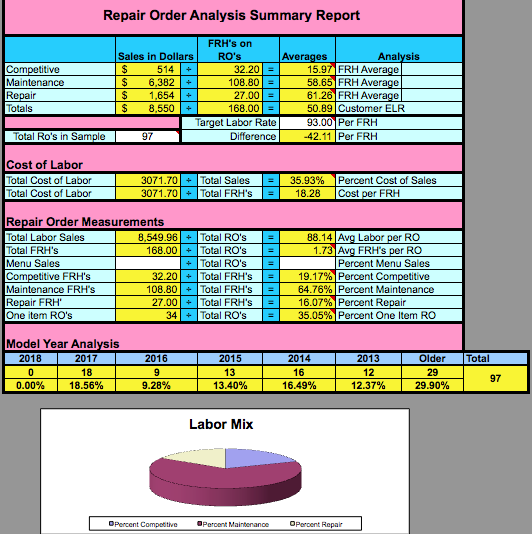 Repair Order Analysis Summary Report
Sales in Dollars FRH's on RO's Averages Analysis
Competitive $ 514 ÷ 32.20 = 15.97 FRH Average
Maintenance $ 6,382 ÷ 108.80 = 58.65 FRH Average
Repair $ 1,654 ÷ 27.00 = 61.26 FRH Average
Totals $ 8,550 ÷ 168.00 = 50.89 Customer ELR
Target Labor Rate 93.00 Per FRH
Total Ro's in Sample 97 Difference -42.11 Per FRH
Cost of Labor
Total Cost of Labor 3071.70 ÷ Total Sales = 35.93% Percent Cost of Sales
Total Cost of Labor 3071.70 ÷ Total FRH's = 18.28 Cost per FRH
Repair Order Measurements
Total Labor Sales 8,549.96 ÷ Total RO's = 88.14 Avg Labor per RO
Total FRH's 168.00 ÷ Total RO's = 1.73 Avg FRH's per RO
Menu Sales ÷ Total RO's = Percent Menu Sales
Competitive FRH's 32.20 ÷ Total FRH's = 19.17% Percent Competitive
Maintenance FRH's 108.80 ÷ Total FRH's = 64.76% Percent Maintenance
Repair FRH' 27.00 ÷ Total FRH's = 16.07% Percent Repair
One item RO's 34 ÷ Total RO's = 35.05% Percent One Item RO
Model Year Analysis
2018 2017 2016 2015 2014 2013 Older Total
0 18 9 13 16 12 29 97
0.00% 18.56% 9.28% 13.40% 16.49% 12.37% 29.90%
Labor Mix
Percent Competitive Percent Maintenance Percent Repair